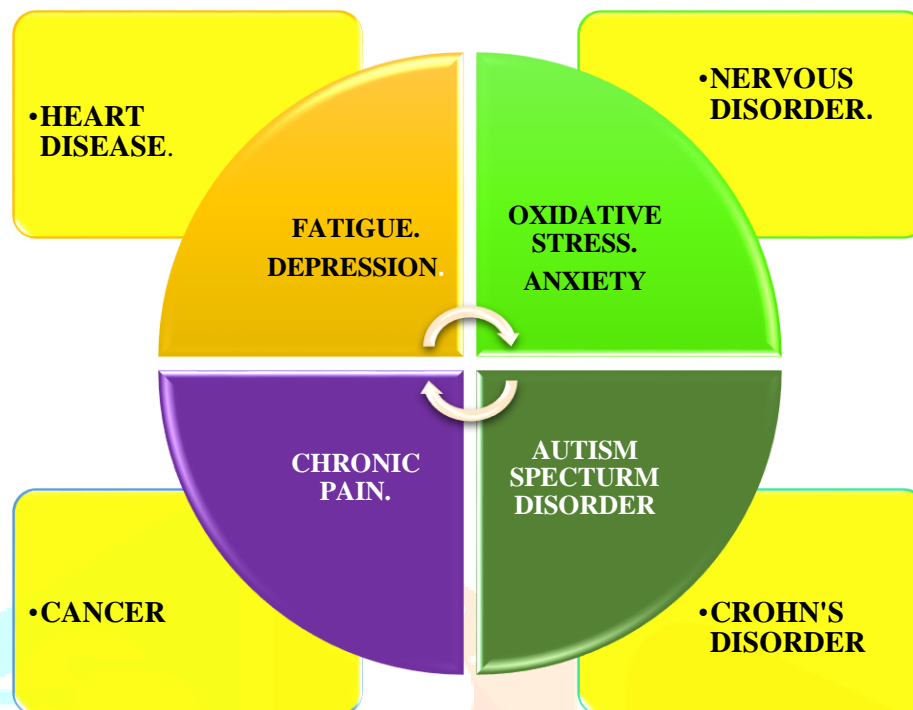 •HEART
DISEASE.
•NERVOUS
DISORDER.
FATIGUE.
DEPRESSION.
OXIDATIVE
STRESS.
ANXIETY
CHRONIC
PAIN.
AUTISM
SPECTURM
DISORDER
•CANCER
•CROHN'S
DISORDER